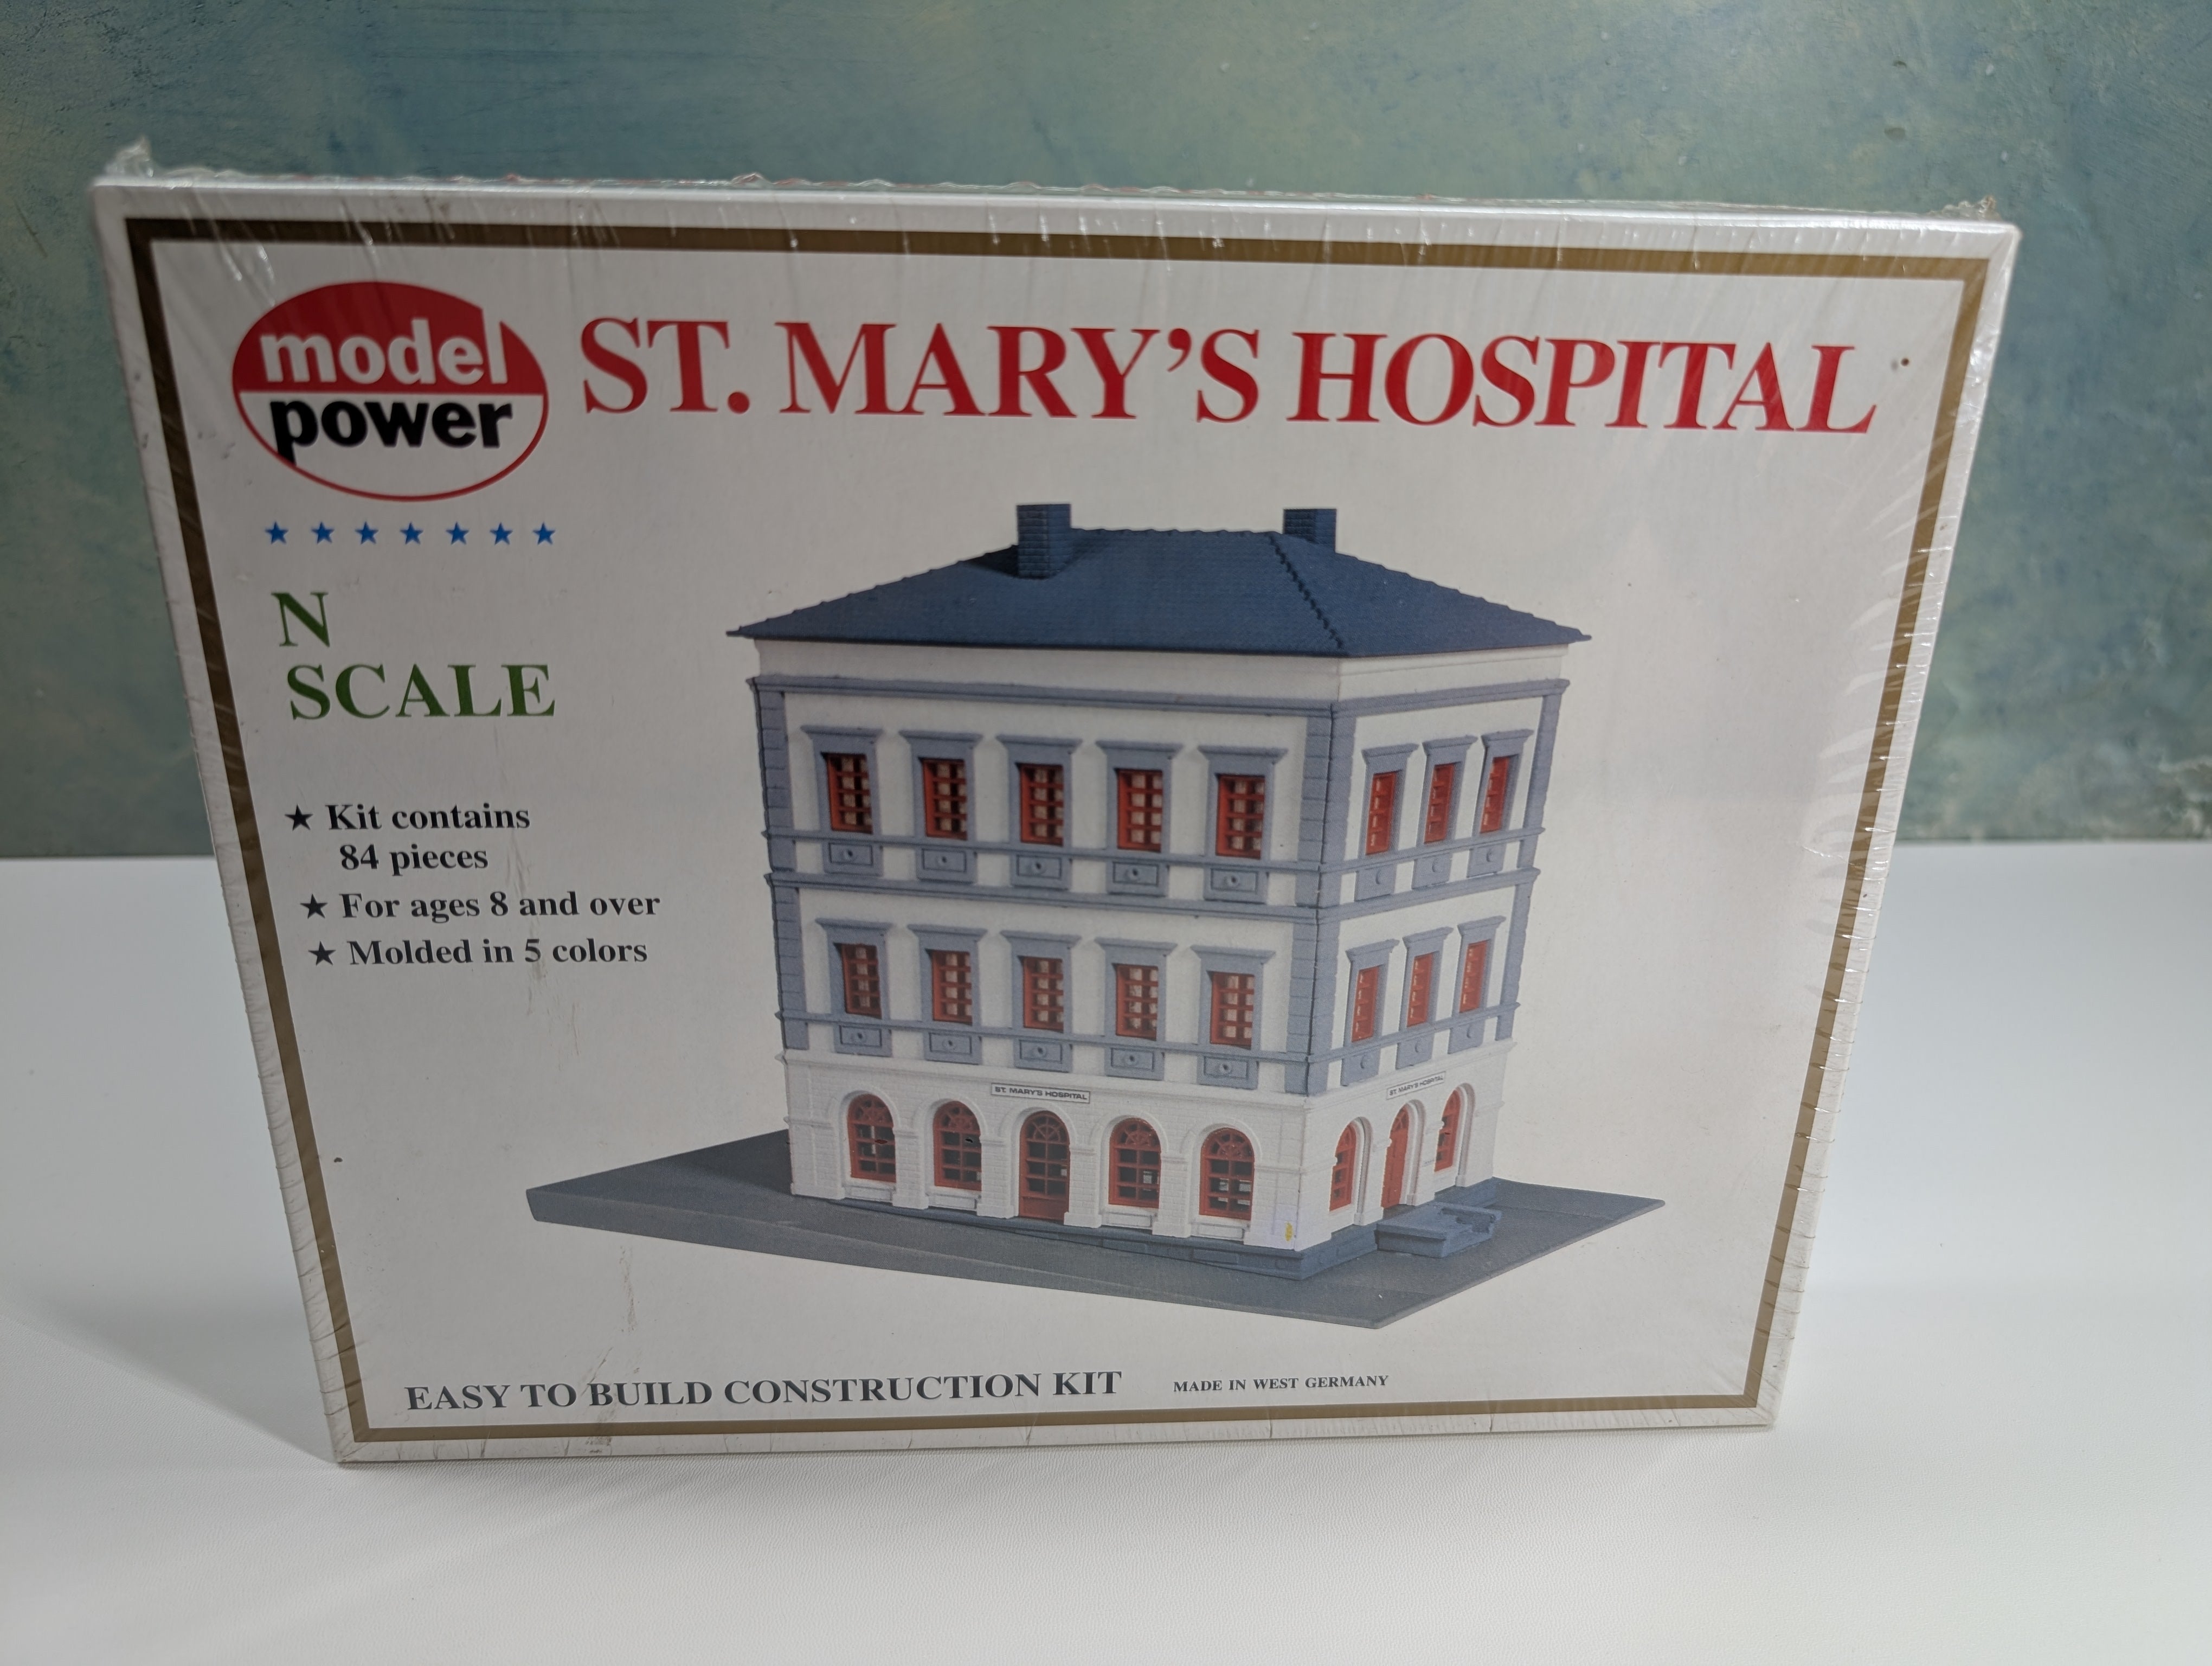 model
power
ST. MARY'S HOSPITAL
N
SCALE
★ Kit contains
84 pieces
★ For ages 8 and over
★ Molded in 5 colors
ST. MARY'S HOSPITAL
ST. MARY'S HOSPITAL
EASY TO BUILD CONSTRUCTION KIT
MADE IN WEST GERMANY